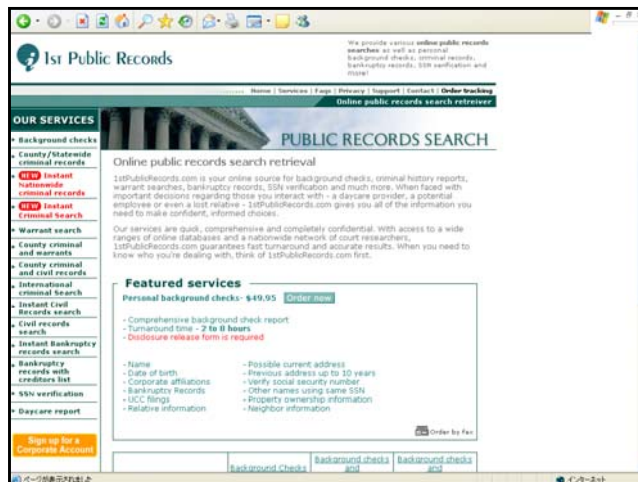 1st Public Records
We provide various online public records
searches as well as personal
background checks, criminal records,
bankruptcy records, SSN verification and
more!
Home | Services | Faqs | Privacy | Support | Contact | Order tracking
Online public records search retreiver
OUR SERVICES
Background checks
County/Statewide
criminal records
NEW Instant
Nationwide
criminal records
NEW Instant
Criminal Search
Warrant search
County criminal
and warrants
County criminal
and civil records
International
criminal Search
Instant Civil
Records search
Civil records
search
Instant Bankruptcy
records search
Bankruptcy
records with
creditors list
SSN verification
Daycare report
Sign up for a
Corporate Account
PUBLIC RECORDS SEARCH
Online public records search retrieval
1stPublicRecords.com is your online source for background checks, criminal history reports,
warrant searches, bankruptcy records, SSN verification and much more. When faced with
important decisions regarding those you interact with - a daycare provider, a potential
employee or even a lost relative - 1stPublicRecords.com gives you all of the information you
need to make confident, informed choices.
Our services are quick, comprehensive and completely confidential. With access to a wide
ranges of online databases and a nationwide network of court researchers,
1stPublicRecords.com guarantees fast turnaround and accurate results. When you need to
know who you're dealing with, think of 1stPublicRecords.com first.
Featured services
Personal background checks- $49.95 Order now
- Comprehensive background check report
- Turnaround time - 2 to 8 hours
- Disclosure release form is required
- Name
- Date of birth
- Corporate affiliations
- Bankruptcy Records
- UCC filings
- Relative information
- Possible current address
- Previous address up to 10 years
- Verify social security number
- Other names using same SSN
- Property ownership information
- Neighbor information
Order by Fax
Background Checks
Background checks
and
Background checks
and
ページが表示されました
インターネット